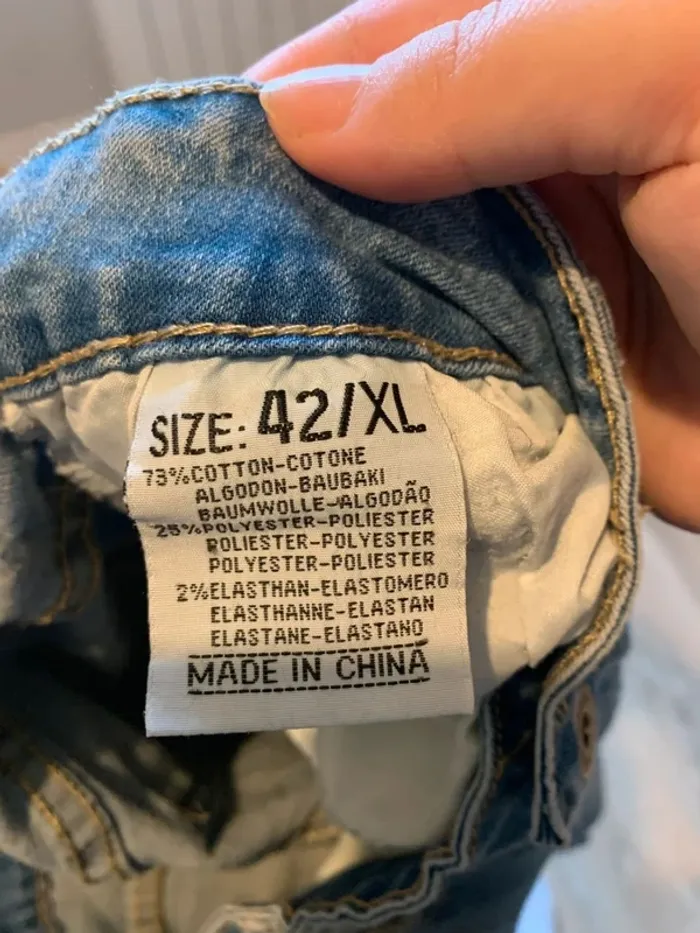 SIZE: 42/XL
73%COTTON-COTONE
ALGODON-BAUBAKI
BAUMWOLLE-ALGODÃO
25%POLYESTER-POLIESTER
POLIESTER-POLYESTER
POLYESTER-POLIESTER
2%ELASTHAN-ELASTOMERO
ELASTHANNE-ELASTAN
ELASTANE-ELASTANO
MADE IN CHINA